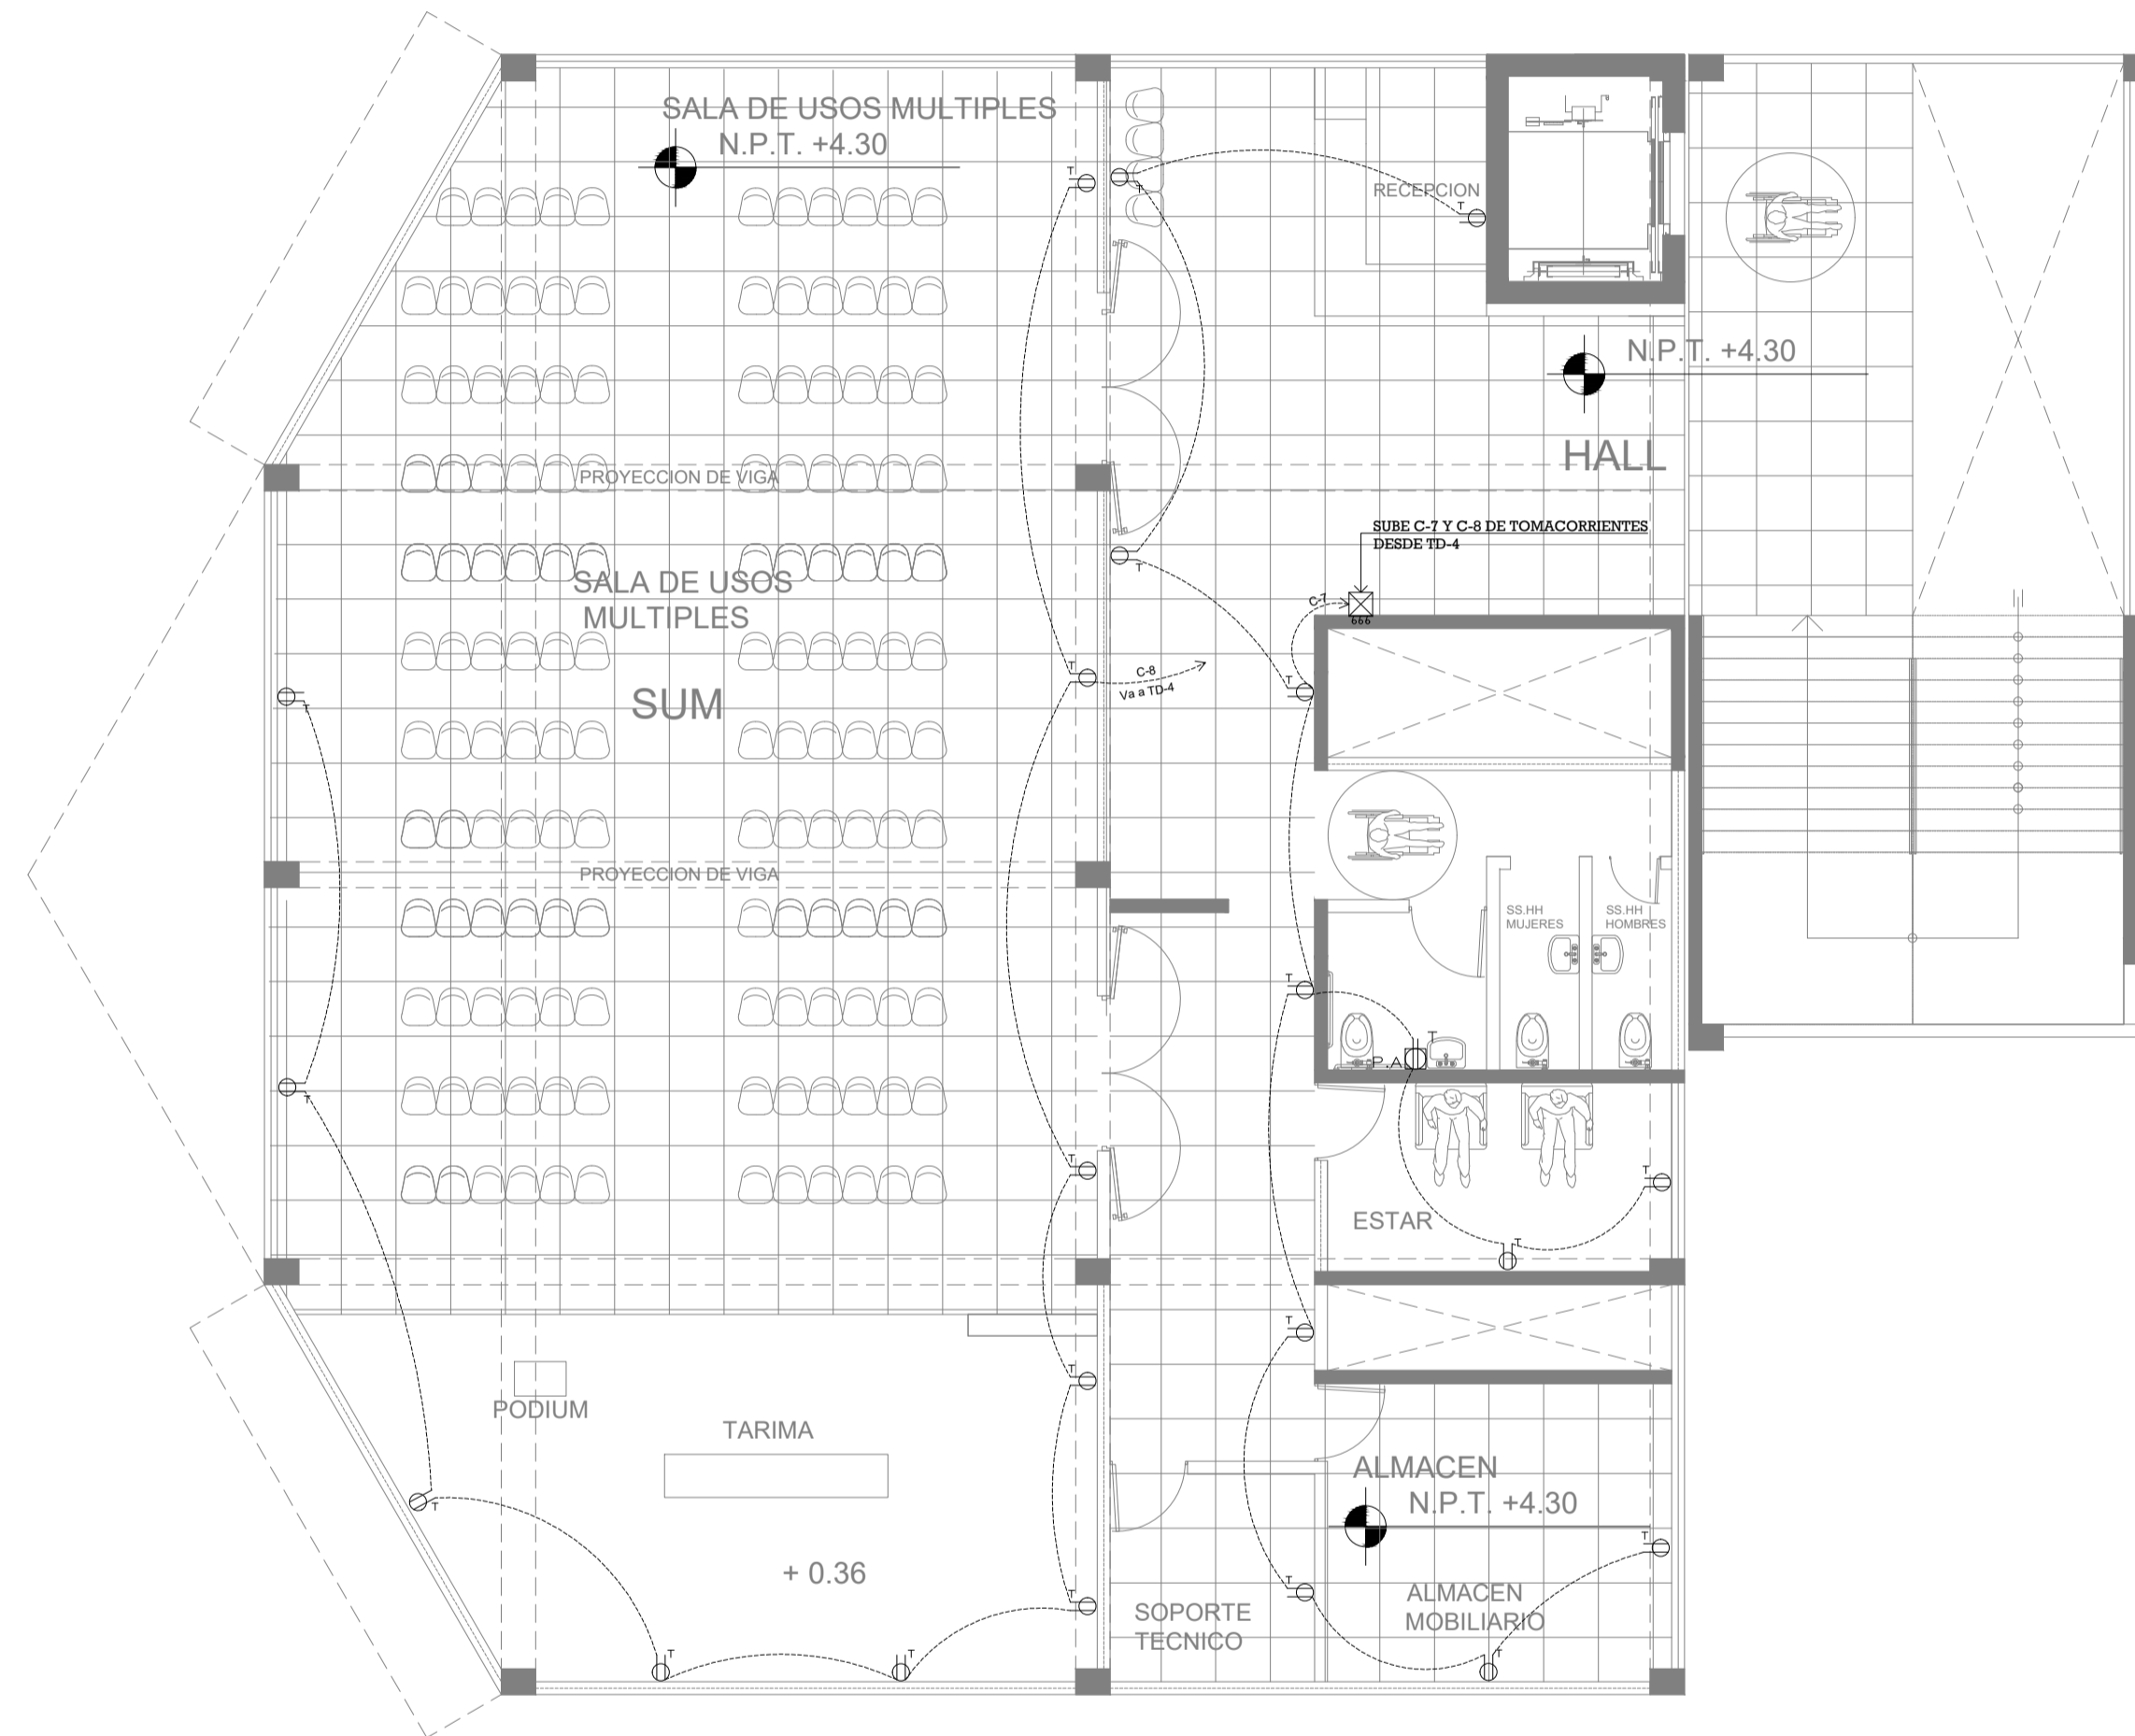 SALA DE USOS MULTIPLES
N.P.T. +4.30
T
T
T
RECEPCION
N.P.T. +4.30
HALL
PROYECCION DE VIGA
SUBE C-7 Y C-8 DE TOMACORRIENTES
DESDE TD-4
T
SALA DE USOS
MULTIPLES
C-7
666
SUM
T
C-8
Va a TD-4
T
T
PROYECCION DE VIGA
SS.HH
MUJERES
SS.HH
HOMBRES
T
T
P.A
T
T
T
ESTAR
T
T
T
PODIUM
TARIMA
ALMACEN
N.P.T. +4.30
T
T
+ 0.36
T
T
ALMACEN
MOBILIARIO
SOPORTE
TECNICO
T
T
T